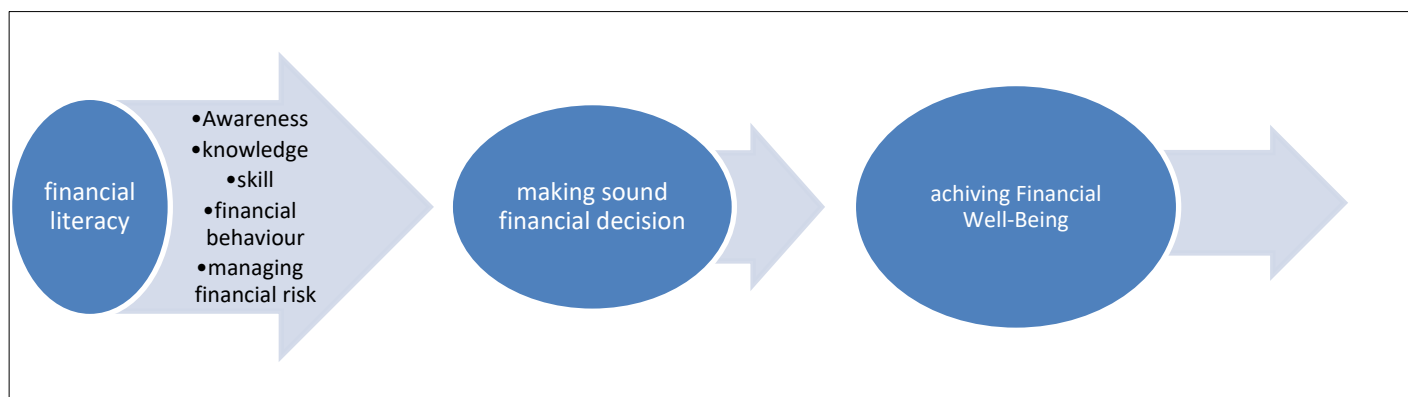 financial
literacy
•Awareness
•knowledge
•skill
•financial
behaviour
•managing
financial risk
making sound
financial decision
achiving Financial
Well-Being